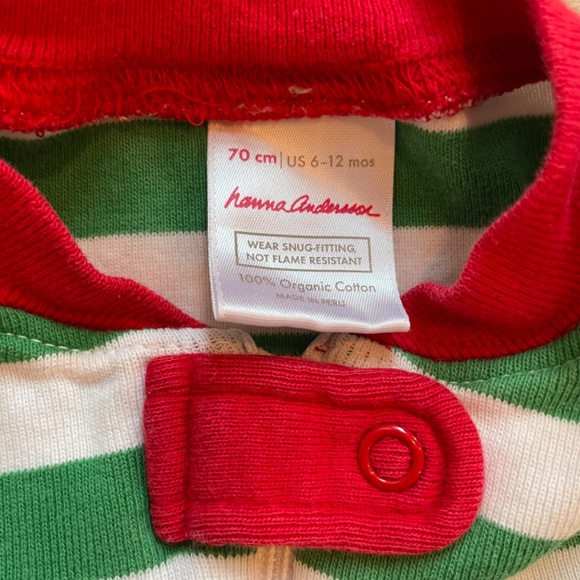 70 cm | US 6-12 mos
hanna andersson
WEAR SNUG-FITTING,
NOT FLAME RESISTANT
100% Organic Cotton
MADE IN PERU